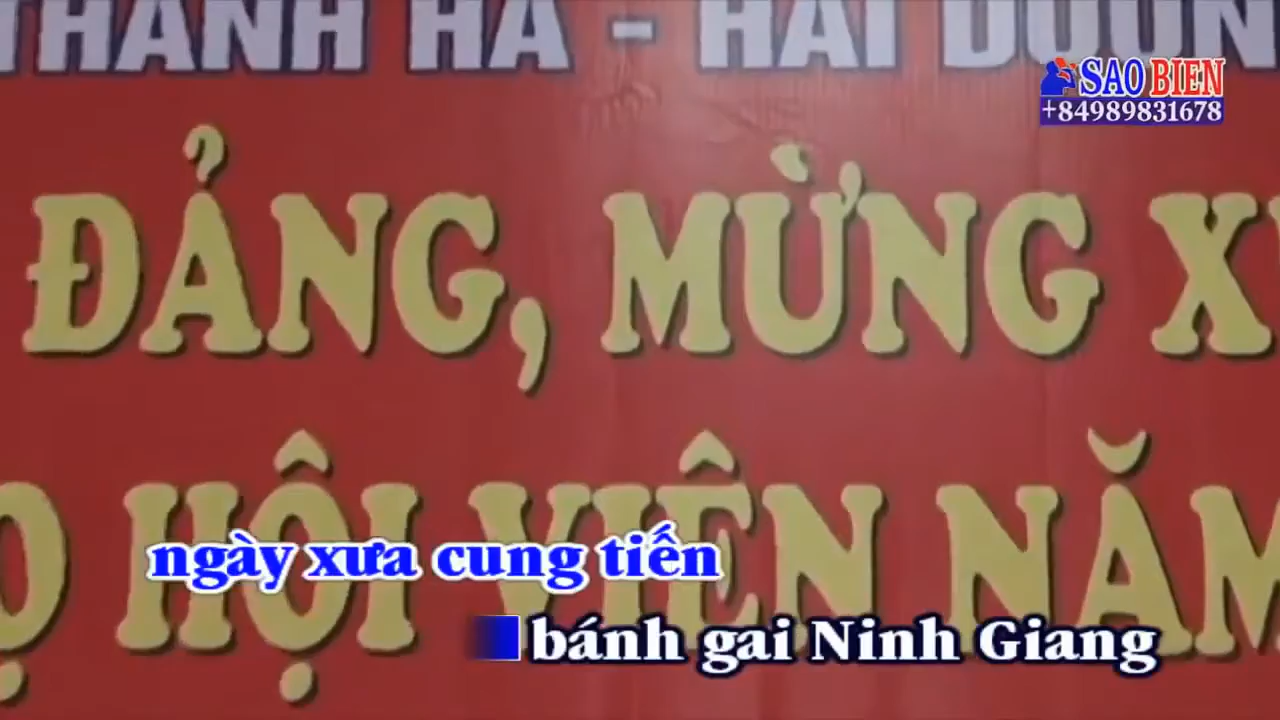 THANH HÀ - HẢI DƯƠNG
SAO BIEN
+84989831678
ĐẢNG, MỪNG
HỘI VIÊN NĂM
ngày xưa cung tiến
bánh gai Ninh Giang